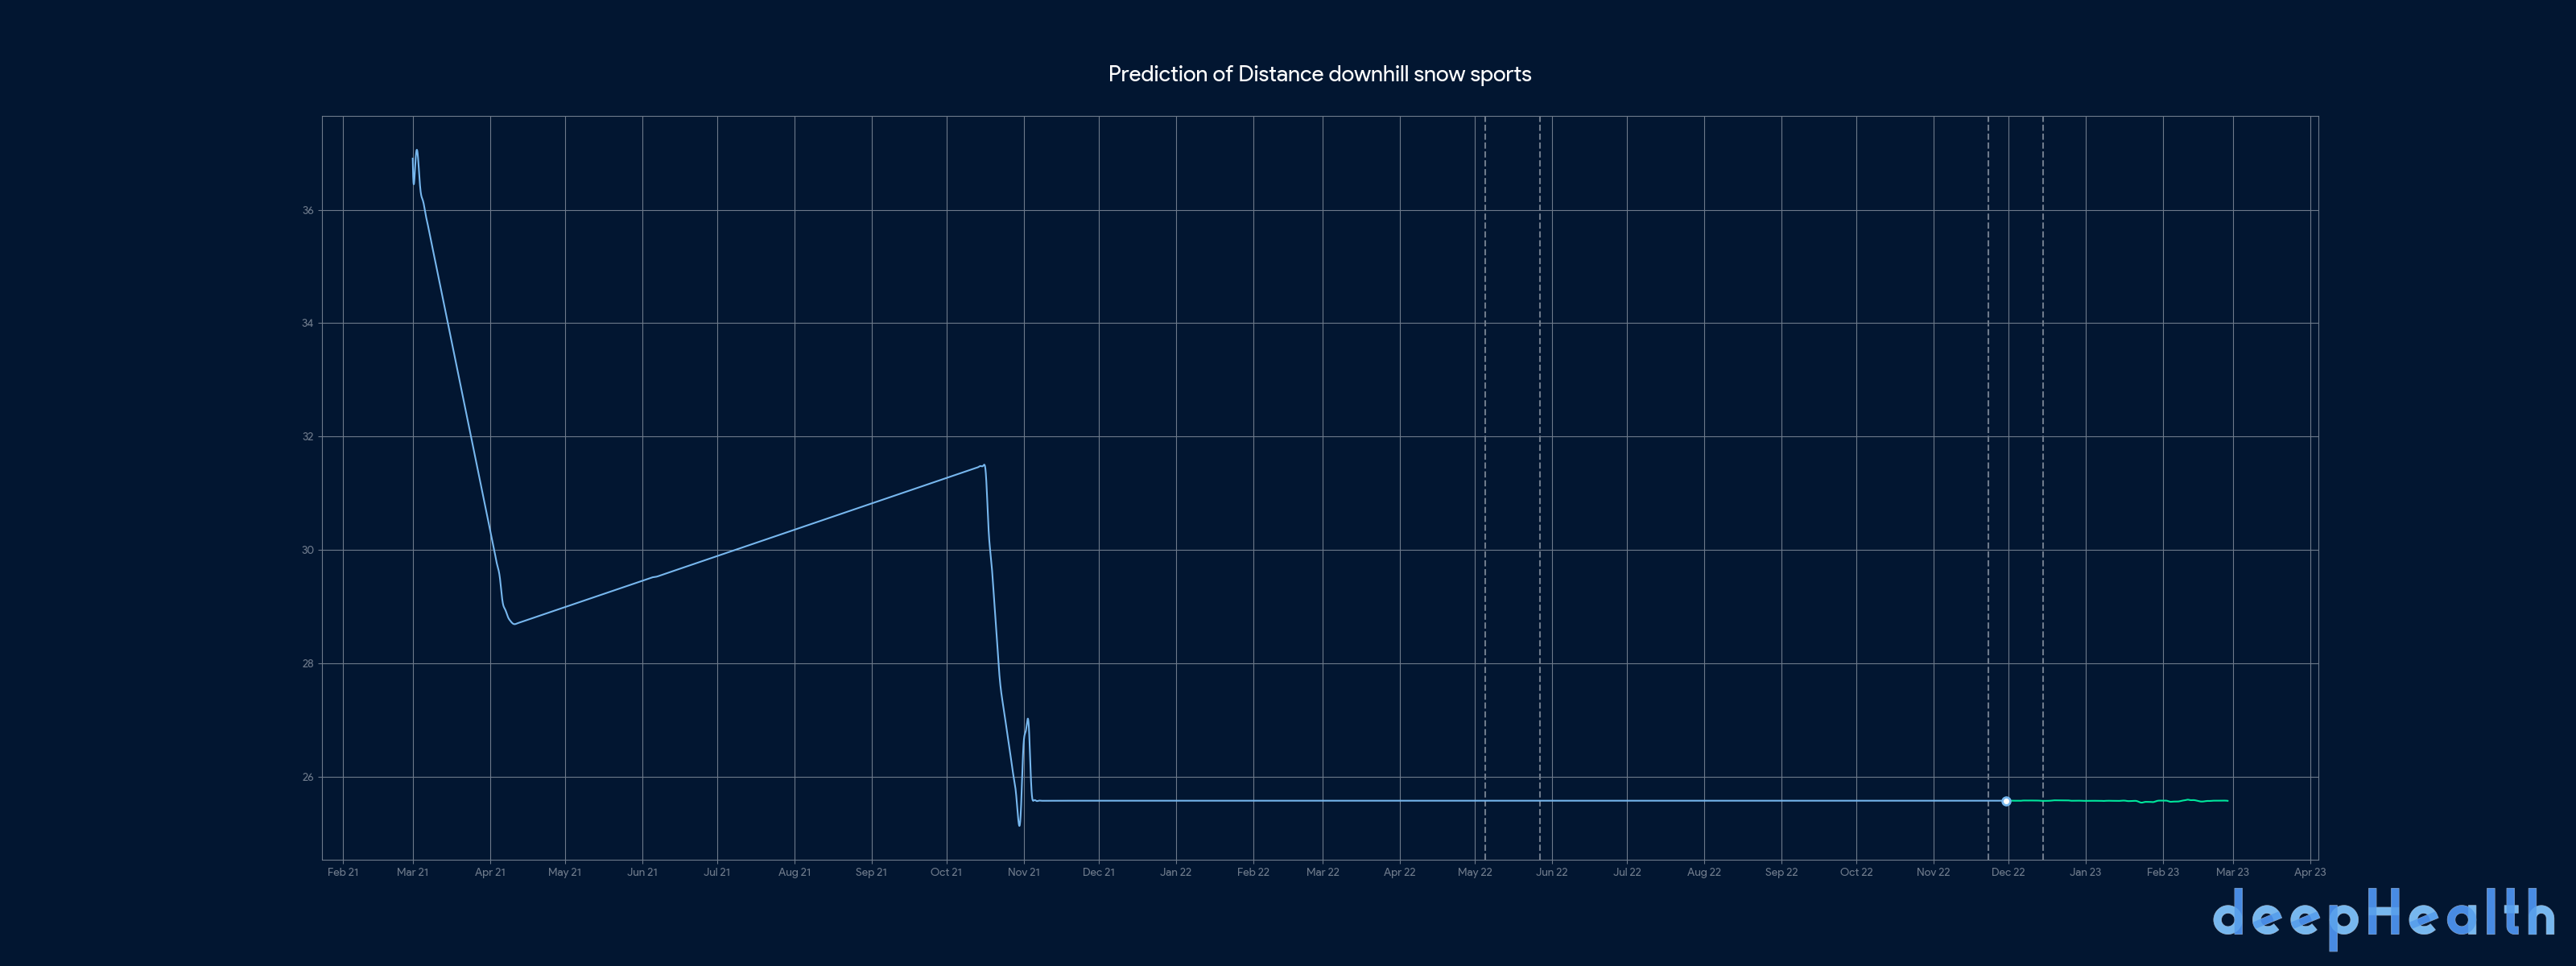 Prediction of Distance downhill snow sports
36
34
32
30
28
26
Feb 21 Mar 21 Apr 21 May 21 Jun 21 Jul 21 Aug 21 Sep 21 Oct 21 Nov 21 Dec 21 Jan 22 Feb 22 Mar 22 Apr 22 May 22 Jun 22 Jul 22 Aug 22 Sep 22 Oct 22 Nov 22 Dec 22 Jan 23 Feb 23 Mar 23 Apr 23
deepHealth